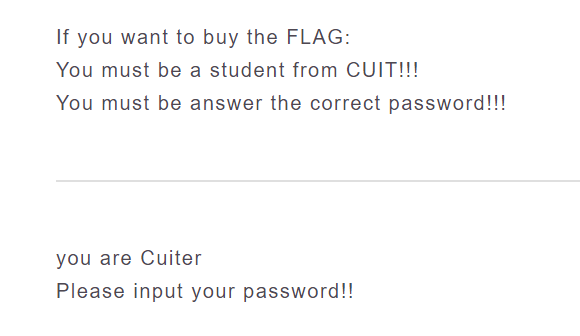 If you want to buy the FLAG:
You must be a student from CUIT!!!
You must be answer the correct password!!!
you are Cuiter
Please input your password!!